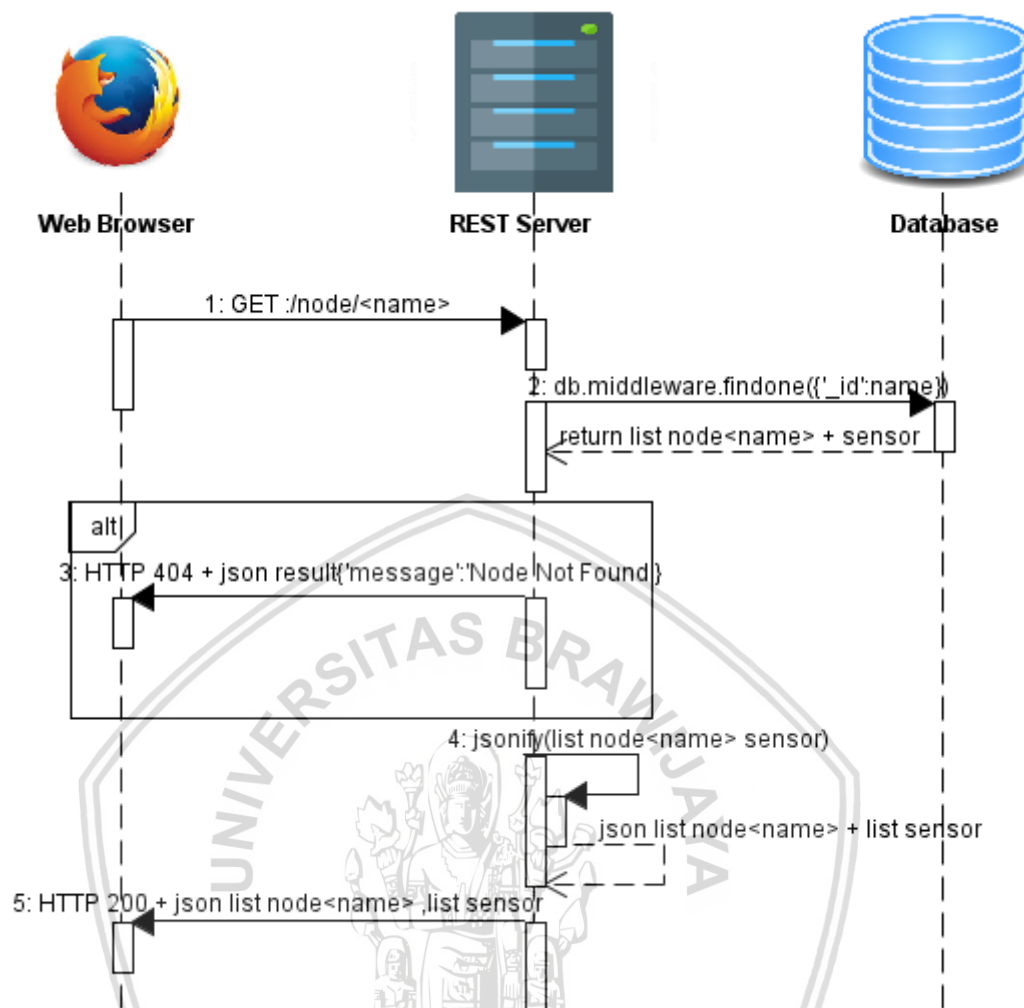 Web Browser
REST Server
Database
1: GET :/node/<name>
2: db.middleware.findone({'_id':name})
return list node<name> + sensor
alt
3: HTTP 404 + json result{'message':'Node Not Found'}
UNIVERSITAS BRAWIJAYA
4: jsonify(list node<name> sensor)
json list node<name> + list sensor
5: HTTP 200 + json list node<name> ,list sensor